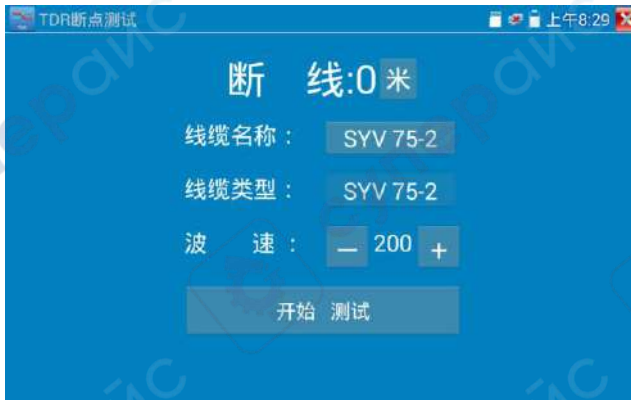 TDR断点测试 上午8:29
断 线:0 米
线缆名称： SYV 75-2
线缆类型： SYV 75-2
波 速： — 200 +
开始 测试